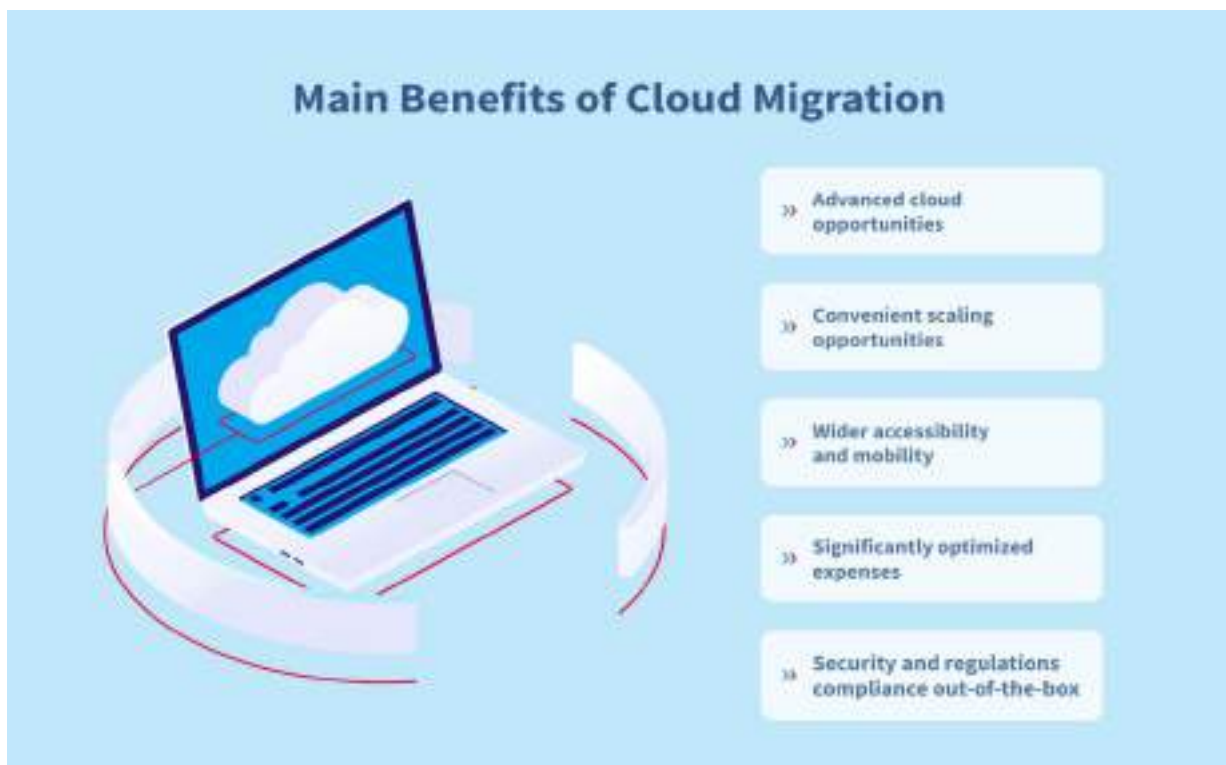 Main Benefits of Cloud Migration
» Advanced cloud
opportunities
» Convenient scaling
opportunities
» Wider accessibility
and mobility
» Significantly optimized
expenses
» Security and regulations
compliance out-of-the-box